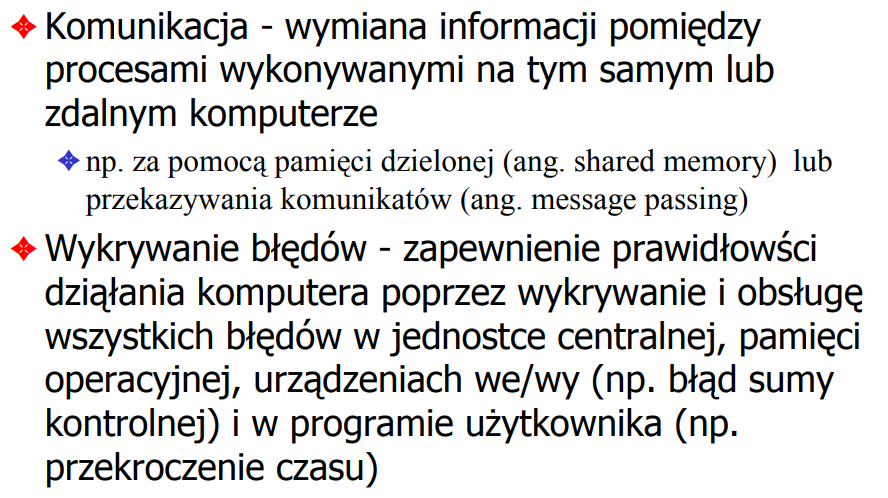 Komunikacja - wymiana informacji pomiędzy
procesami wykonywanymi na tym samym lub
zdalnym komputerze
np. za pomocą pamięci dzielonej (ang. shared memory) lub
przekazywania komunikatów (ang. message passing)
Wykrywanie błędów - zapewnienie prawidłowści
dziąłania komputera poprzez wykrywanie i obsługę
wszystkich błędów w jednostce centralnej, pamięci
operacyjnej, urządzeniach we/wy (np. błąd sumy
kontrolnej) i w programie użytkownika (np.
przekroczenie czasu)